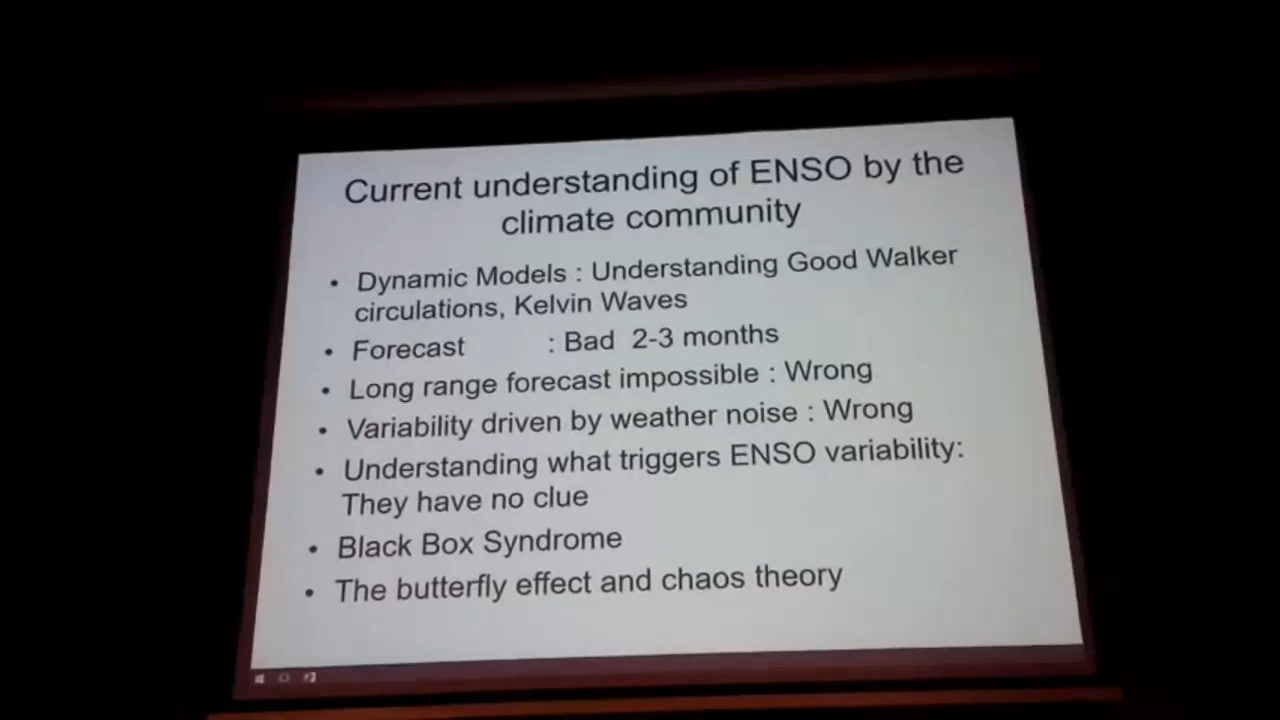 Current understanding of ENSO by the
climate community
• Dynamic Models : Understanding Good Walker
circulations, Kelvin Waves
• Forecast : Bad 2-3 months
• Long range forecast impossible : Wrong
• Variability driven by weather noise : Wrong
• Understanding what triggers ENSO variability:
They have no clue
• Black Box Syndrome
• The butterfly effect and chaos theory